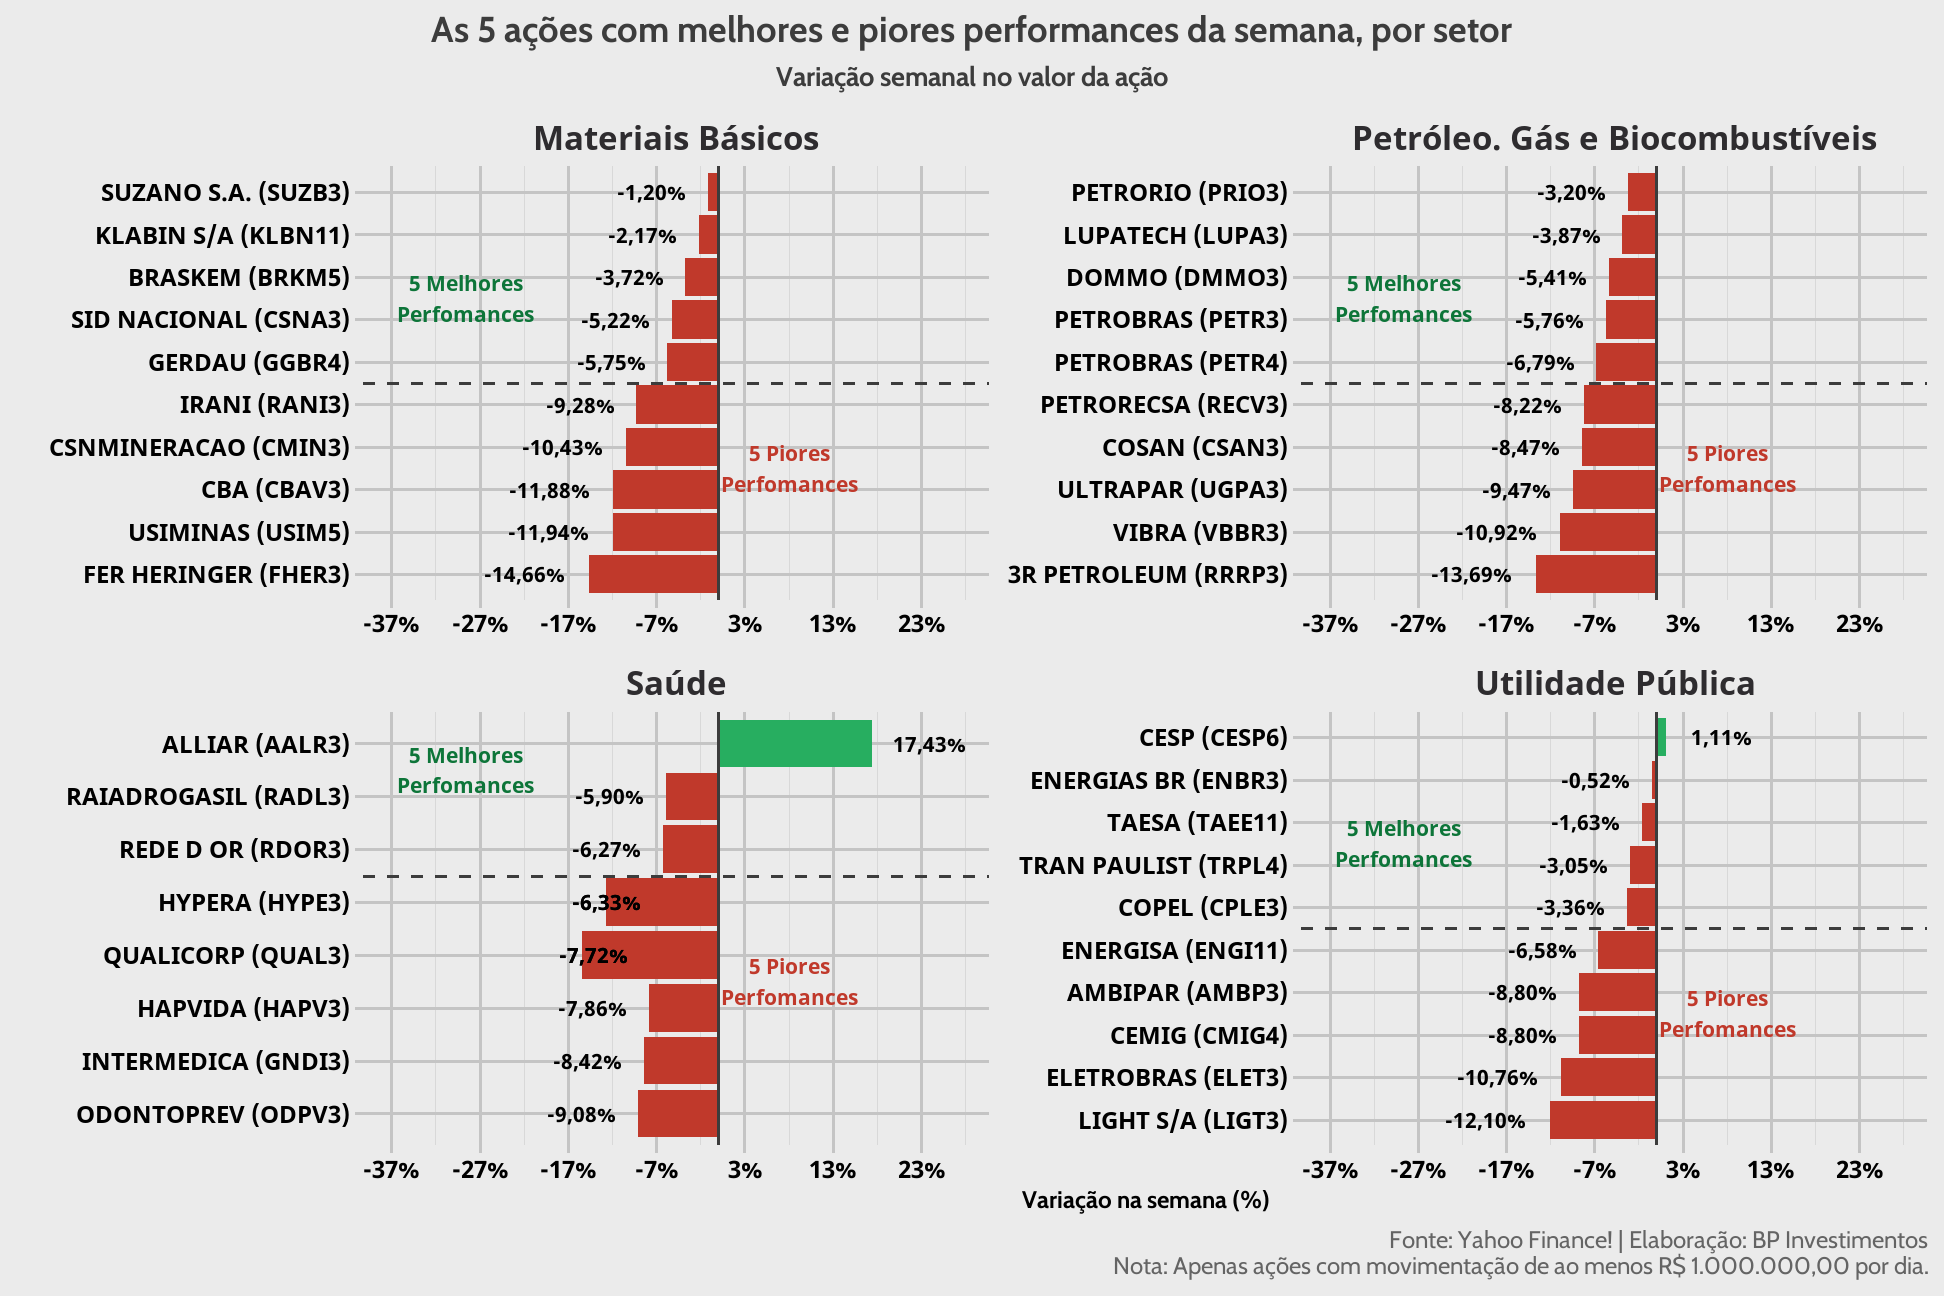 As 5 ações com melhores e piores performances da semana, por setor
Variação semanal no valor da ação
Materiais Básicos
SUZANO S.A. (SUZB3) -1,20%
KLABIN S/A (KLBN11) -2,17%
BRASKEM (BRKM5) -3,72%
SID NACIONAL (CSNA3) -5,22%
GERDAU (GGBR4) -5,75%
5 Melhores
Perfomances
IRANI (RANI3) -9,28%
CSNMINERACAO (CMIN3) -10,43%
CBA (CBAV3) -11,88%
USIMINAS (USIM5) -11,94%
FER HERINGER (FHER3) -14,66%
5 Piores
Perfomances
-37% -27% -17% -7% 3% 13% 23%
Petróleo. Gás e Biocombustíveis
PETRORIO (PRIO3) -3,20%
LUPATECH (LUPA3) -3,87%
DOMMO (DMMO3) -5,41%
PETROBRAS (PETR3) -5,76%
PETROBRAS (PETR4) -6,79%
5 Melhores
Perfomances
PETRORECSA (RECV3) -8,22%
COSAN (CSAN3) -8,47%
ULTRAPAR (UGPA3) -9,47%
VIBRA (VBBR3) -10,92%
3R PETROLEUM (RRRP3) -13,69%
5 Piores
Perfomances
-37% -27% -17% -7% 3% 13% 23%
Saúde
ALLIAR (AALR3) 17,43%
RAIADROGASIL (RADL3) -5,90%
REDE D OR (RDOR3) -6,27%
5 Melhores
Perfomances
HYPERA (HYPE3) -6,33%
QUALICORP (QUAL3) -7,72%
HAPVIDA (HAPV3) -7,86%
INTERMEDICA (GNDI3) -8,42%
ODONTOPREV (ODPV3) -9,08%
5 Piores
Perfomances
-37% -27% -17% -7% 3% 13% 23%
Utilidade Pública
CESP (CESP6) 1,11%
ENERGIAS BR (ENBR3) -0,52%
TAESA (TAEE11) -1,63%
TRAN PAULIST (TRPL4) -3,05%
COPEL (CPLE3) -3,36%
5 Melhores
Perfomances
ENERGISA (ENGI11) -6,58%
AMBIPAR (AMBP3) -8,80%
CEMIG (CMIG4) -8,80%
ELETROBRAS (ELET3) -10,76%
LIGHT S/A (LIGT3) -12,10%
5 Piores
Perfomances
-37% -27% -17% -7% 3% 13% 23%
Variação na semana (%)
Fonte: Yahoo Finance! | Elaboração: BP Investimentos
Nota: Apenas ações com movimentação de ao menos R$ 1.000.000,00 por dia.